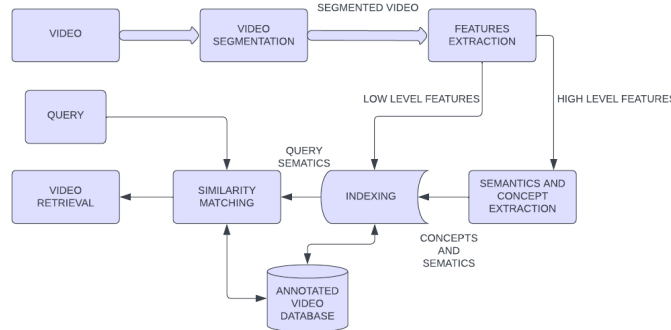 SEGMENTED VIDEO
VIDEO
VIDEO
SEGMENTATION
FEATURES
EXTRACTION
LOW LEVEL FEATURES
HIGH LEVEL FEATURES
QUERY
QUERY
SEMATICS
VIDEO
RETRIEVAL
SIMILARITY
MATCHING
INDEXING
SEMANTICS AND
CONCEPT
EXTRACTION
CONCEPTS
AND
SEMATICS
ANNOTATED
VIDEO
DATABASE